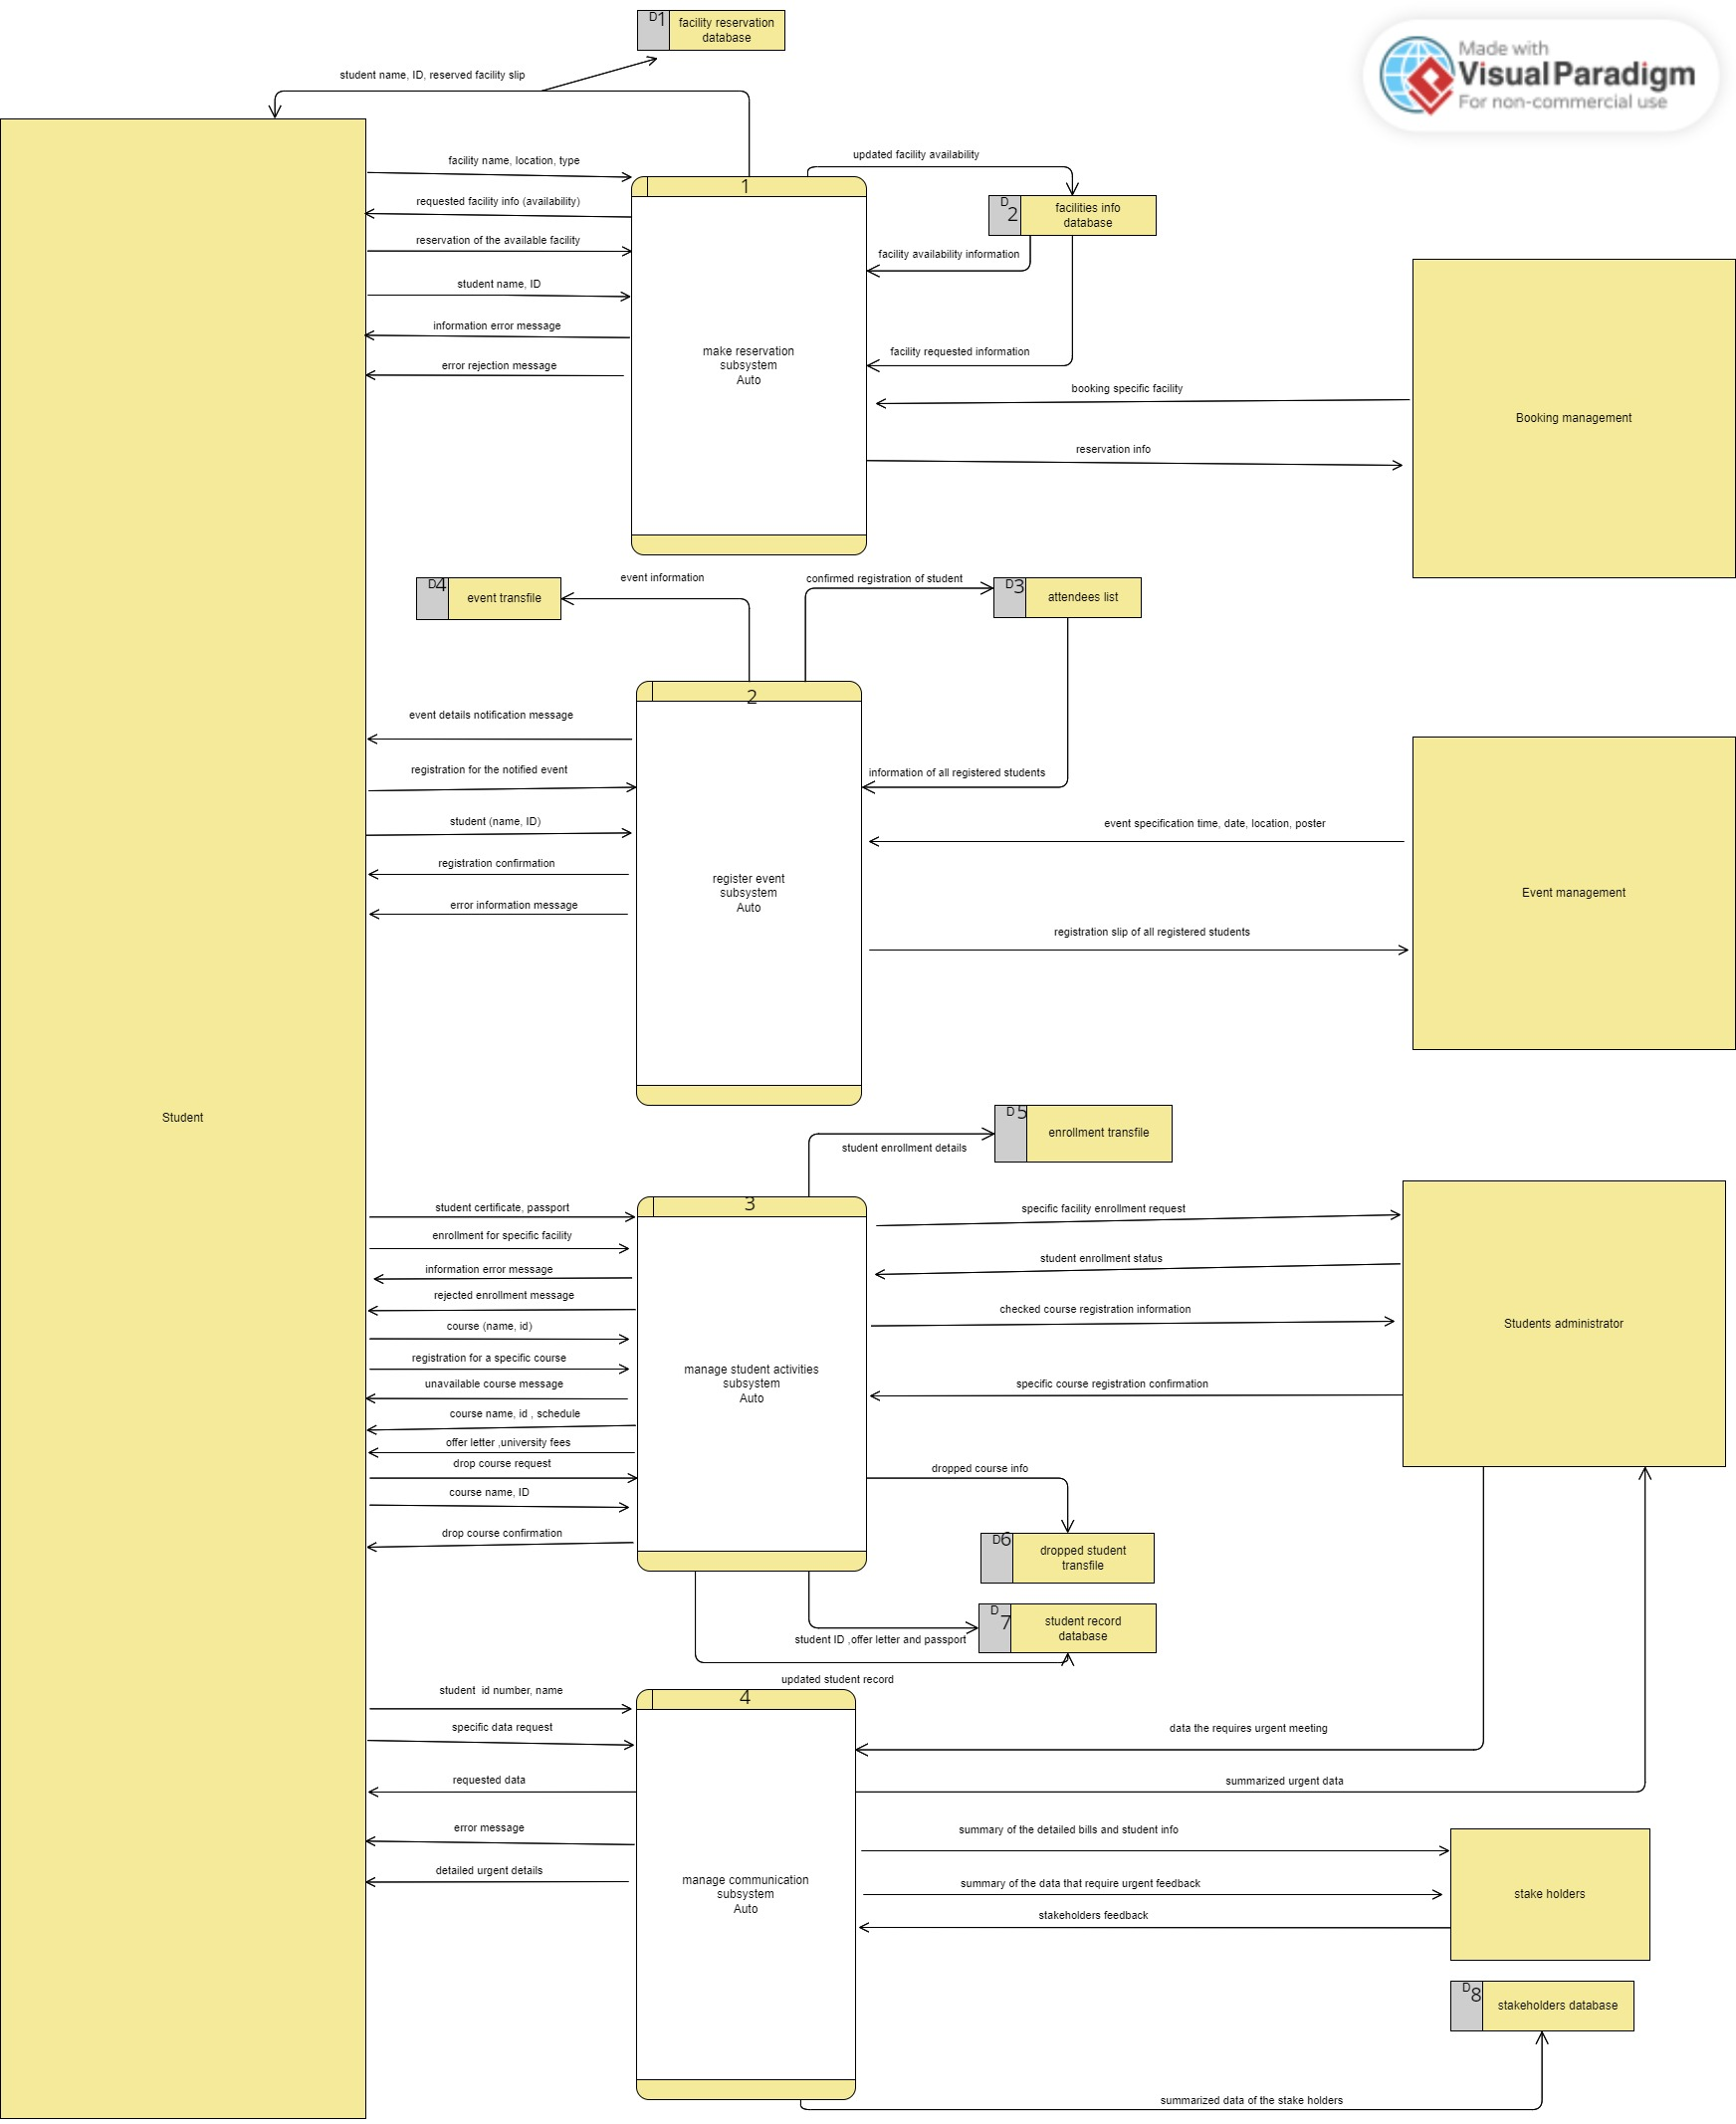 D1
facility reservation
database
Made with
Visual Paradigm
For non-commercial use
student name, ID, reserved facility slip
facility name, location, type
updated facility availability
1
requested facility info (availability)
D
2
facilities info
database
reservation of the available facility
facility availability information
student name, ID
information error message
make reservation
subsystem
Auto
facility requested information
error rejection message
booking specific facility
Booking management
reservation info
D4
event transfile
event information
confirmed registration of student
D3
attendees list
2
event details notification message
registration for the notified event
information of all registered students
student (name, ID)
event specification time, date, location, poster
registration confirmation
register event
subsystem
Auto
Event management
error information message
registration slip of all registered students
Student
D5
enrollment transfile
student enrollment details
3
student certificate, passport
specific facility enrollment request
enrollment for specific facility
student enrollment status
information error message
rejected enrollment message
checked course registration information
course (name, id)
Students administrator
registration for a specific course
manage student activities
subsystem
Auto
unavailable course message
specific course registration confirmation
course name, id , schedule
offer letter ,university fees
drop course request
dropped course info
course name, ID
drop course confirmation
D6
dropped student
transfile
D
7
student record
database
student ID ,offer letter and passport
updated student record
student  id number, name
4
specific data request
data the requires urgent meeting
requested data
summarized urgent data
error message
summary of the detailed bills and student info
detailed urgent details
manage communication
subsystem
Auto
summary of the data that require urgent feedback
stake holders
stakeholders feedback
D8
stakeholders database
summarized data of the stake holders